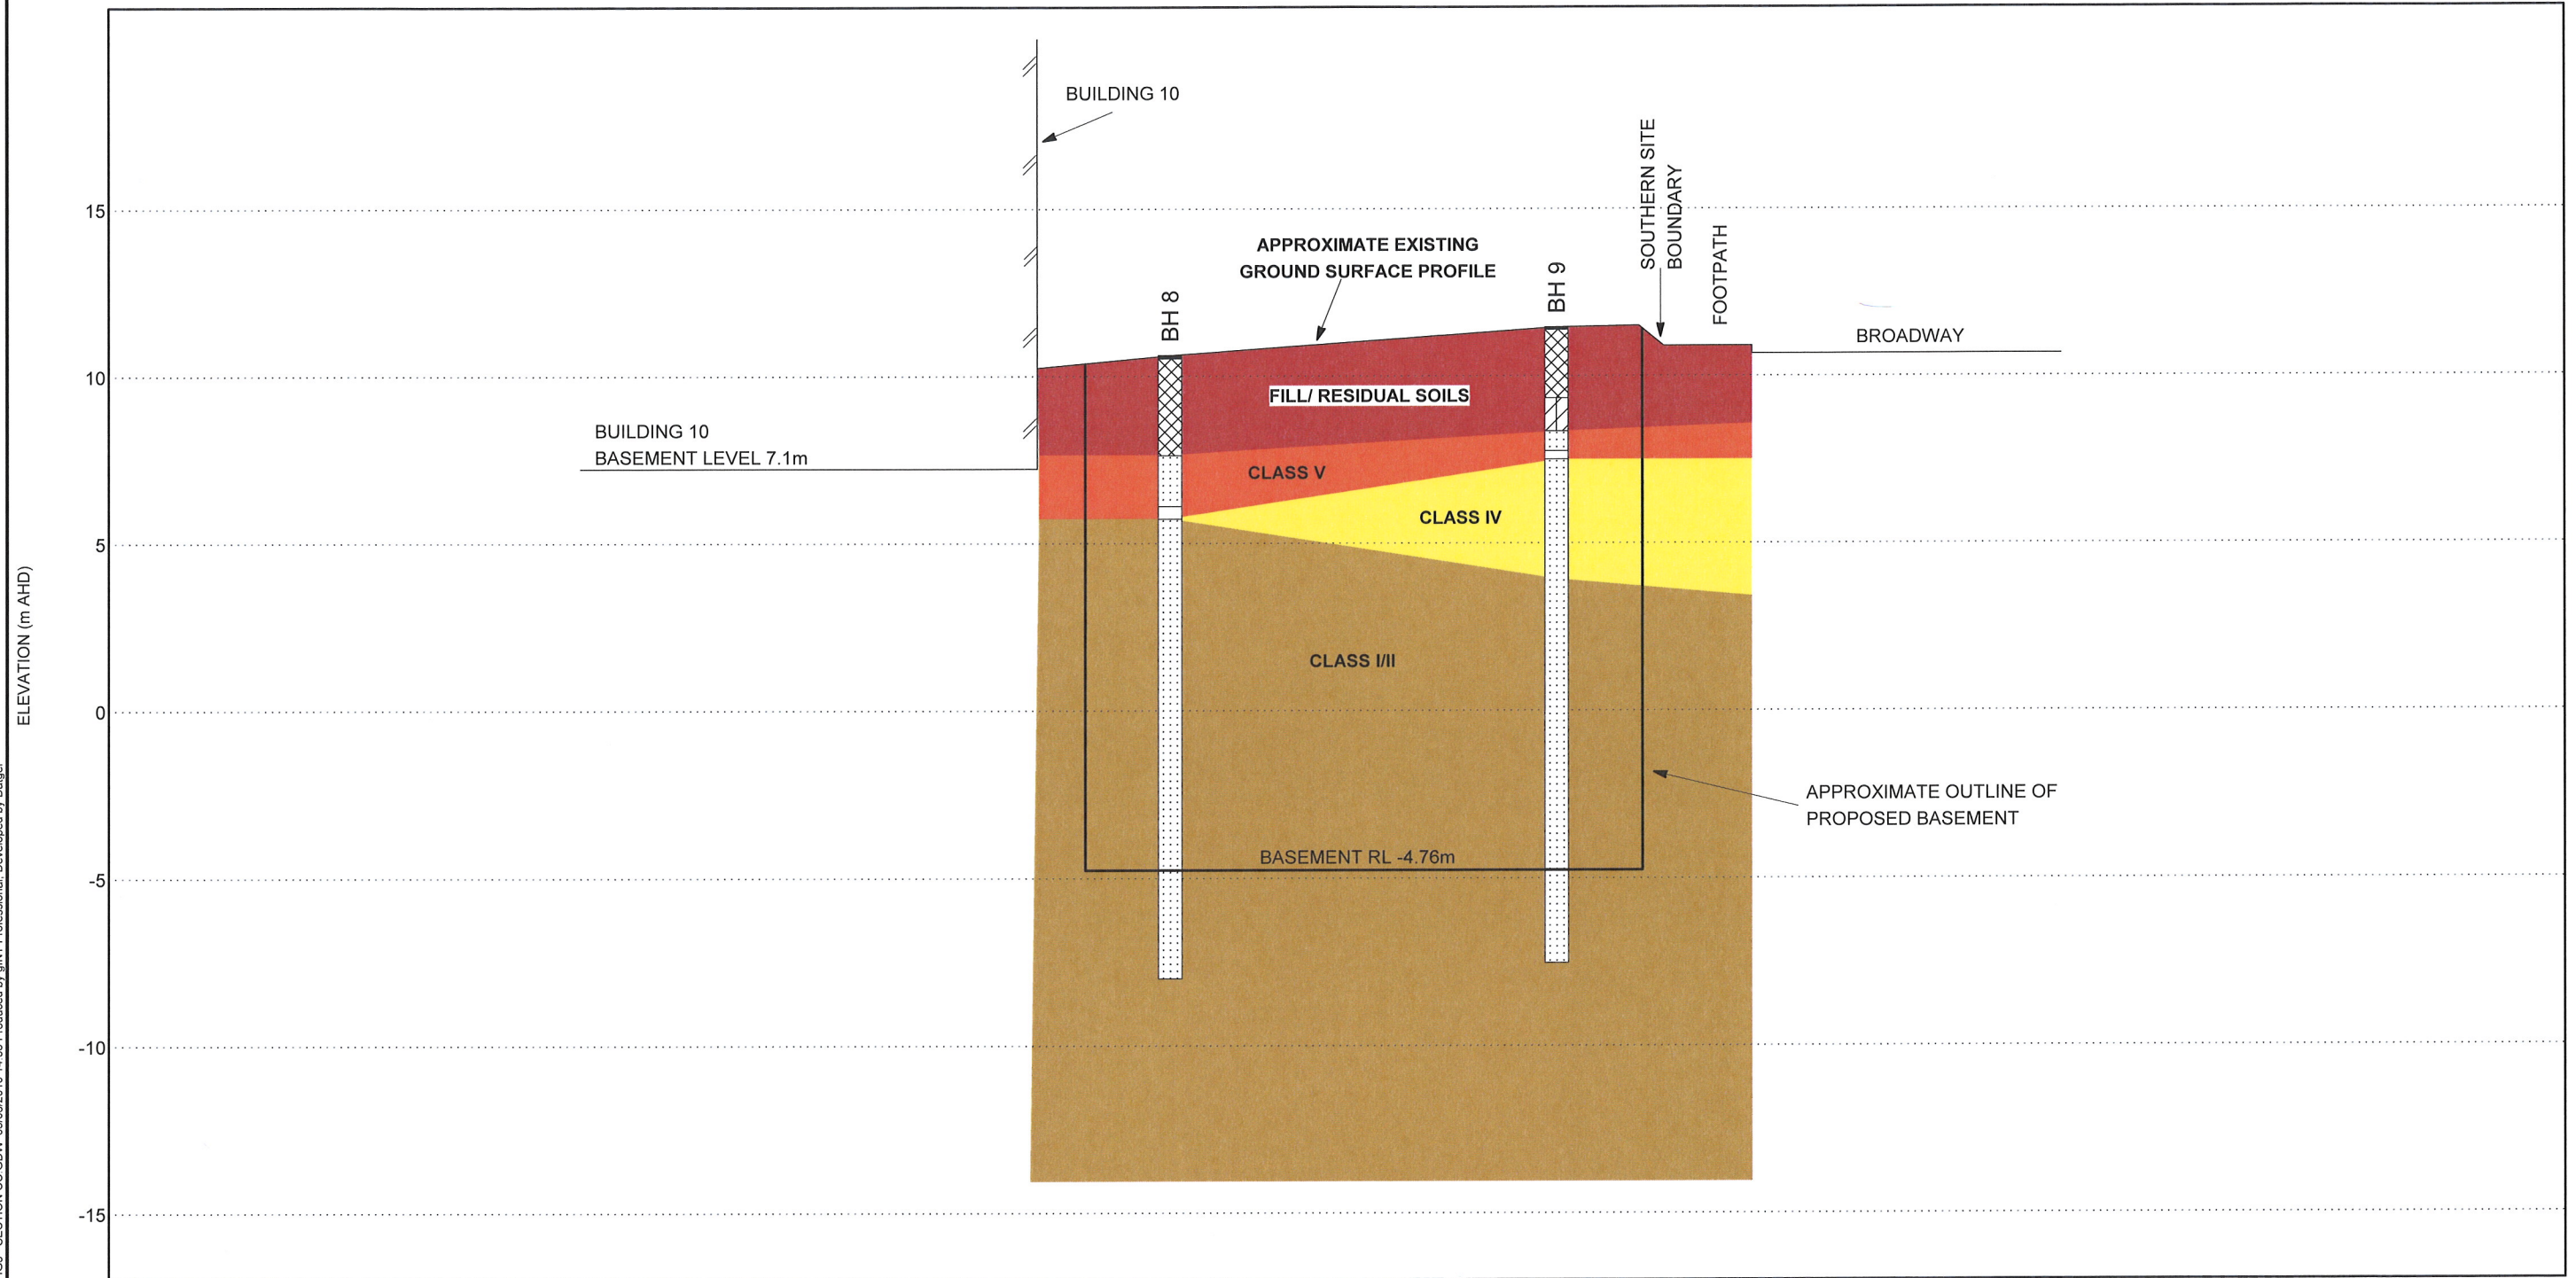 BUILDING 10
15
SOUTHERN SITE
BOUNDARY
FOOTPATH
APPROXIMATE EXISTING
GROUND SURFACE PROFILE
BH 8
BH 9
BROADWAY
10
FILL/ RESIDUAL SOILS
BUILDING 10
BASEMENT LEVEL 7.1m
CLASS V
CLASS IV
5
ELEVATION (m AHD)
CLASS I/II
0
APPROXIMATE OUTLINE OF
PROPOSED BASEMENT
BASEMENT RL -4.76m
-5
-10
-15